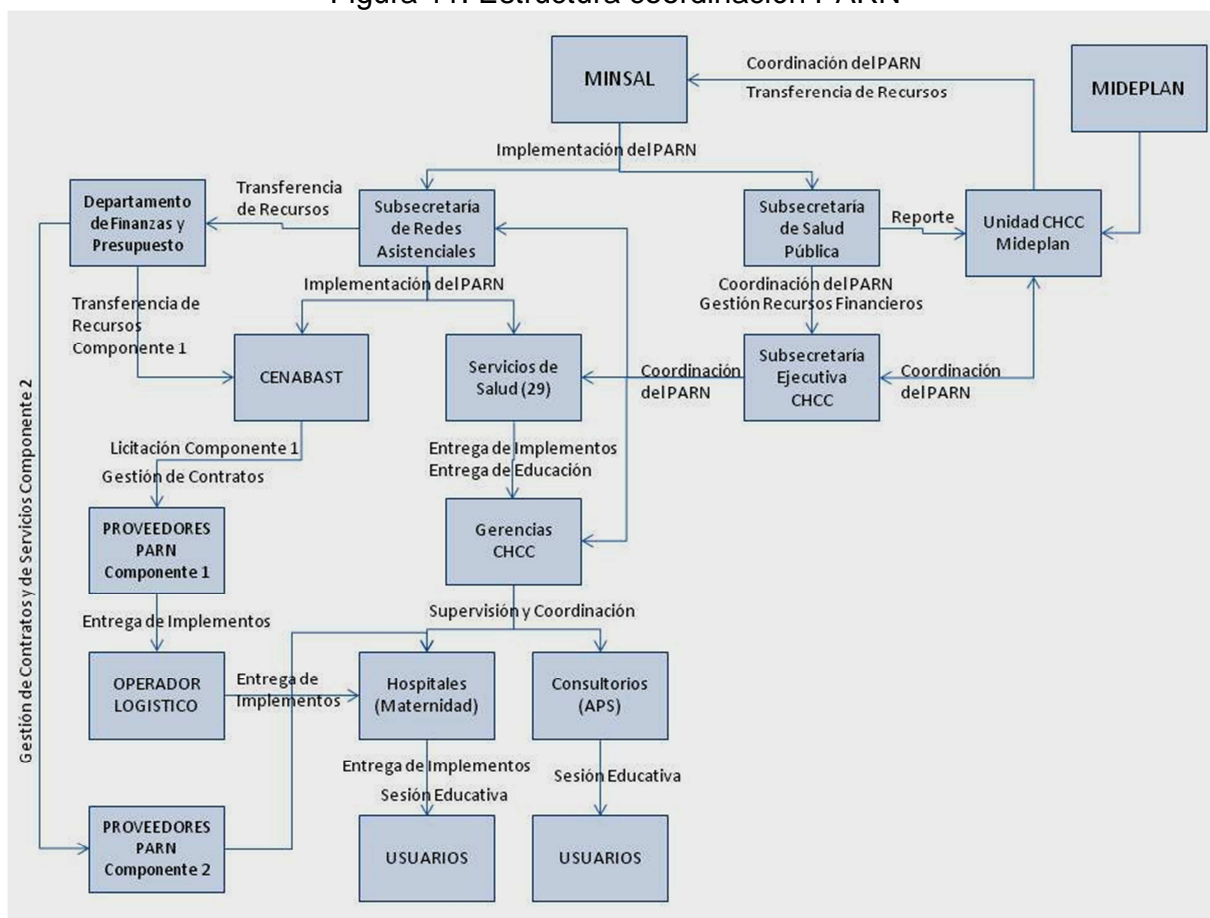 Figura 11: Estructura coordinación PARN
MINSAL
Coordinación del PARN
Transferencia de Recursos
MIDEPLAN
Implementación del PARN
Departamento
de Finanzas y
Presupuesto
Transferencia
de Recursos
Subsecretaría
de Redes
Asistenciales
Subsecretaría
de Salud
Pública
Reporte
Unidad CHCC
Mideplan
Implementación del PARN
Coordinación del PARN
Gestión Recursos Financieros
Transferencia de
Recursos
Componente 1
CENABAST
Servicios de
Salud (29)
Coordinación
del PARN
Subsecretaría
Ejecutiva
CHCC
Coordinación
del PARN
Gestión de Contratos y de Servicios Componente 2
Licitación Componente 1
Gestión de Contratos
Entrega de Implementos
Entrega de Educación
PROVEEDORES
PARN
Componente 1
Gerencias
CHCC
Entrega de Implementos
Supervisión y Coordinación
OPERADOR
LOGISTICO
Entrega de
Implementos
Hospitales
(Maternidad)
Consultorios
(APS)
Entrega de Implementos
Sesión Educativa
Sesión Educativa
PROVEEDORES
PARN
Componente 2
USUARIOS
USUARIOS